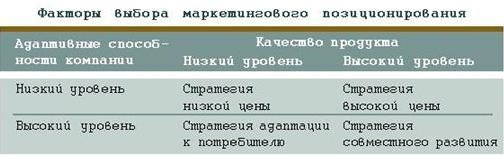 Факторы выбора маркетингового позиционирования
Адаптивные способ-
ности компании
Качество продукта
Низкий уровень Высокий уровень
Низкий уровень
Стратегия
низкой цены
Стратегия
высокой цены
Высокий уровень
Стратегия адаптации
к потребителю
Стратегия
совместного развития